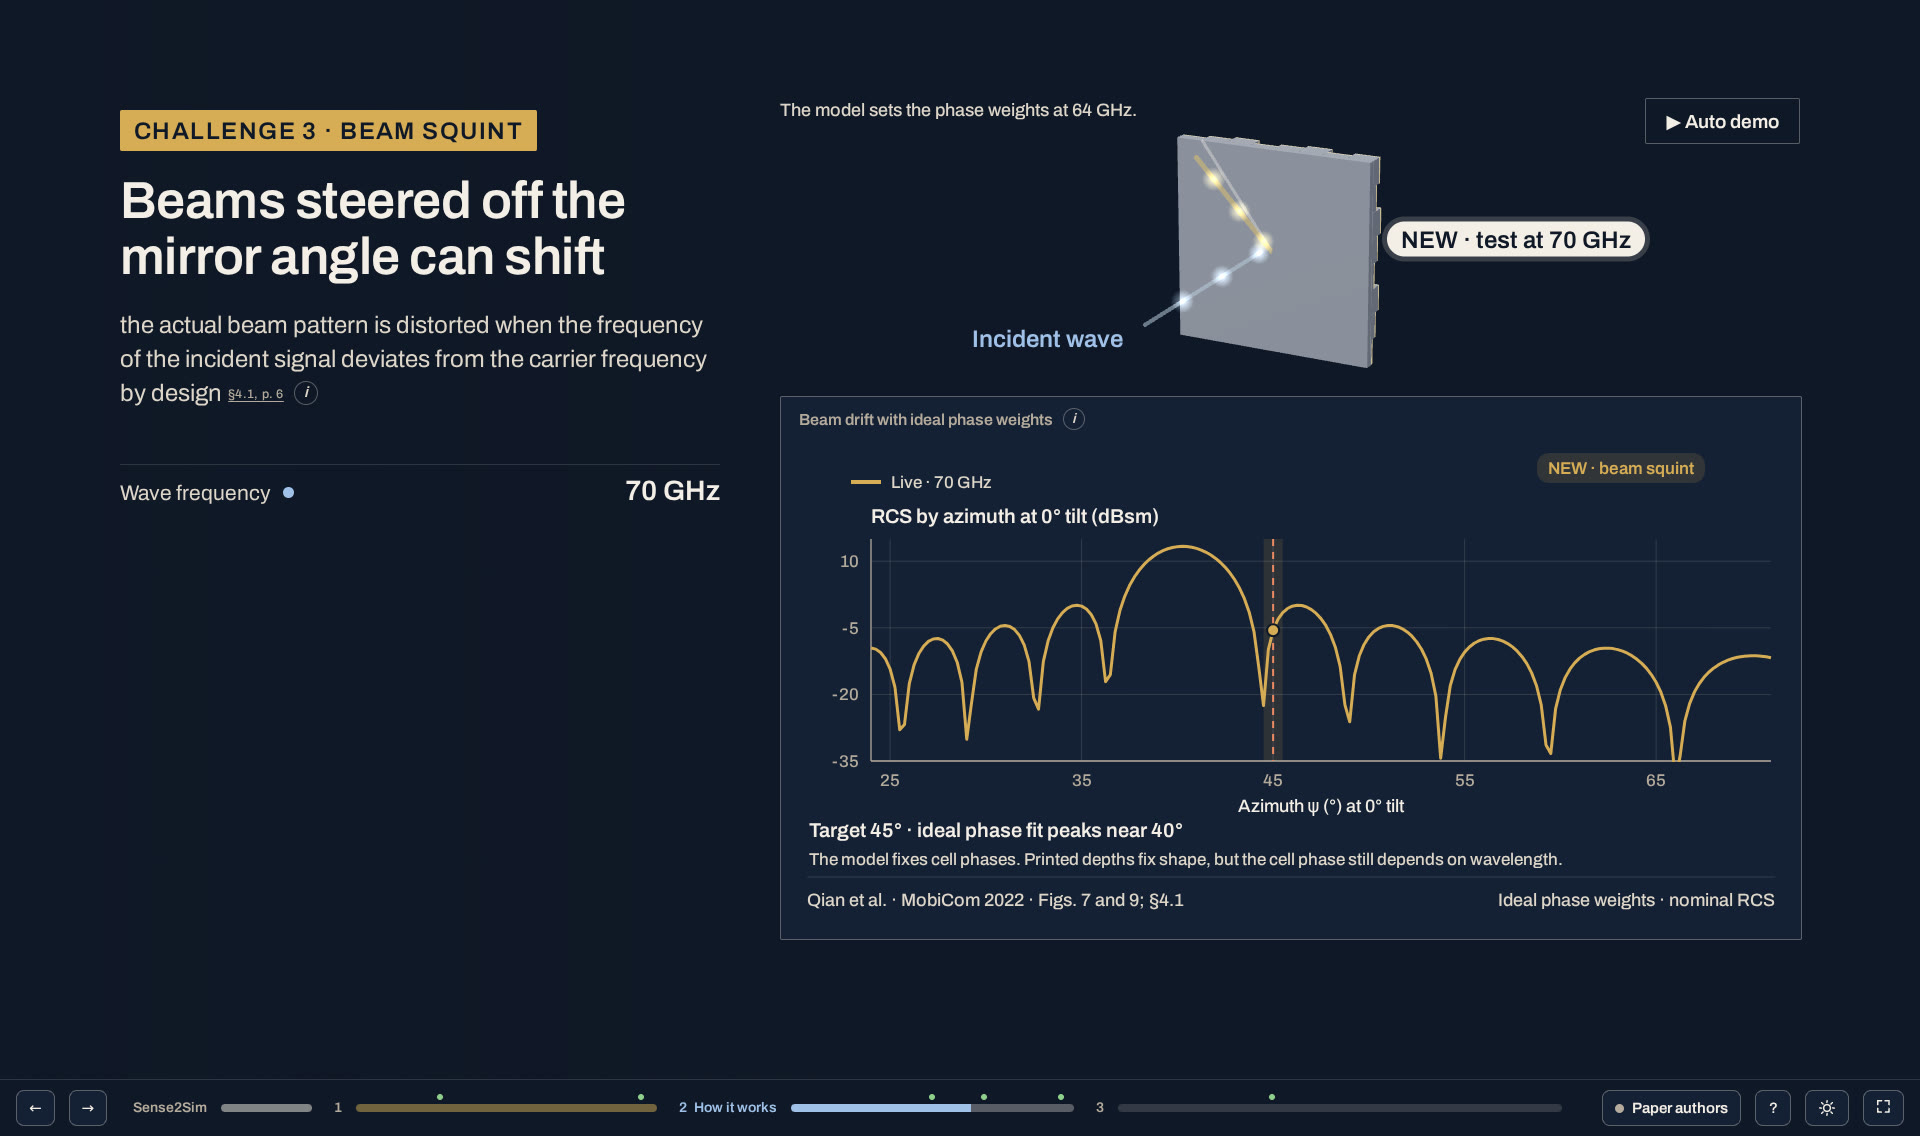 CHALLENGE 3 · BEAM SQUINT
Beams steered off the
mirror angle can shift
the actual beam pattern is distorted when the frequency
of the incident signal deviates from the carrier frequency
by design §4.1, p. 6 i
Wave frequency 70 GHz
The model sets the phase weights at 64 GHz.
▶ Auto demo
NEW · test at 70 GHz
Incident wave
Beam drift with ideal phase weights i
NEW · beam squint
Live · 70 GHz
RCS by azimuth at 0° tilt (dBsm)
10
-5
-20
-35
25 35 45 55 65
Azimuth ψ (°) at 0° tilt
Target 45° · ideal phase fit peaks near 40°
The model fixes cell phases. Printed depths fix shape, but the cell phase still depends on wavelength.
Qian et al. · MobiCom 2022 · Figs. 7 and 9; §4.1 Ideal phase weights · nominal RCS
← → Sense2Sim 1 2 How it works 3 Paper authors ?